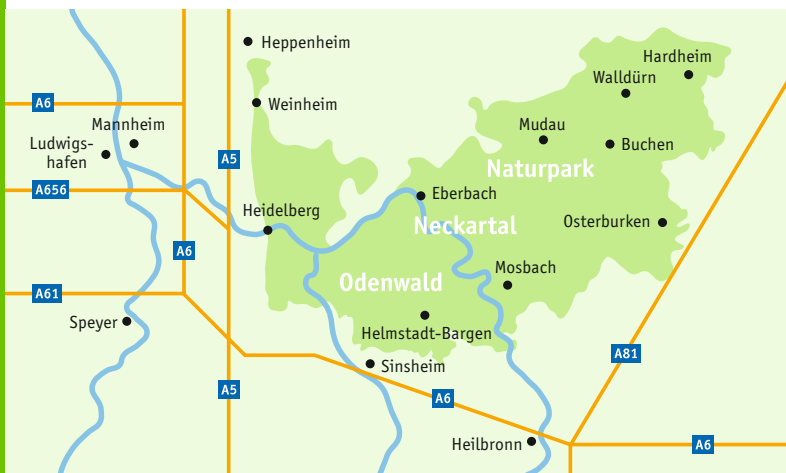 Heppenheim
Hardheim
Walldürn
A6
Weinheim
Mannheim
Mudau
Ludwigs-
hafen
Buchen
A5
Naturpark
A656
Eberbach
Heidelberg
Neckartal
Osterburken
A6
Mosbach
Odenwald
A61
Speyer
Helmstadt-Bargen
A81
Sinsheim
A5
A6
Heilbronn
A6